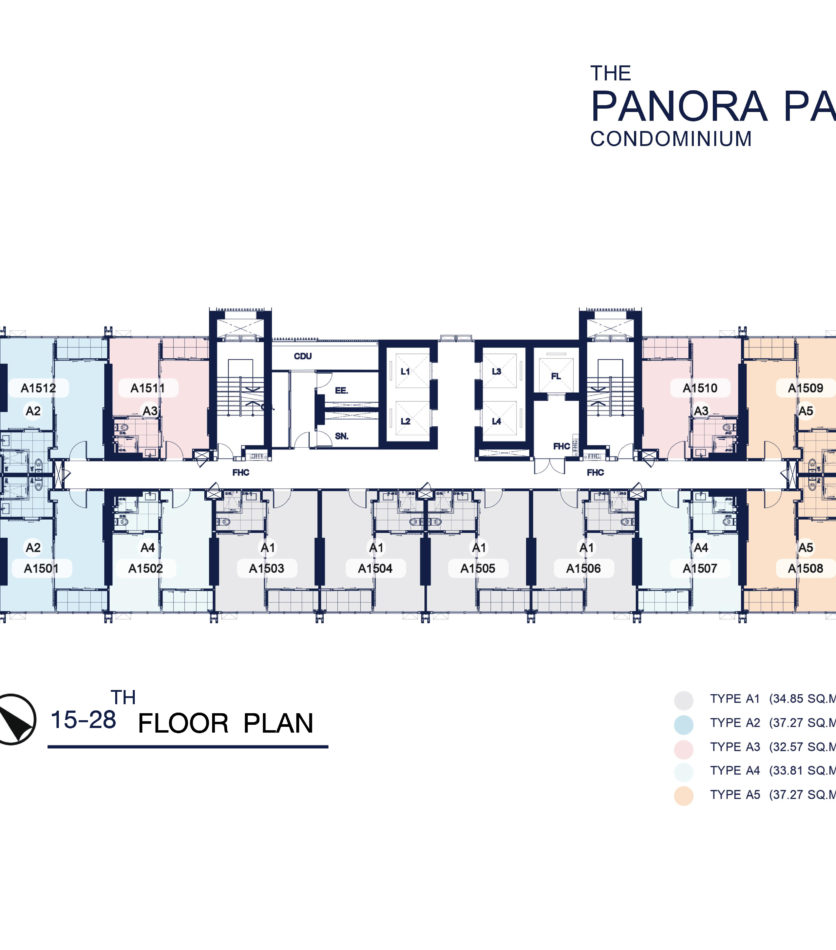 THE
PANORA PA
CONDOMINIUM
CDU
L1
L3
FL
A1512
A1511
EE.
A1510
A1509
A2
A3
A3
A5
L2
L4
SN.
FHC
FHC
FHC
A2
A4
A1
A1
A1
A1
A4
A5
A1501
A1502
A1503
A1504
A1505
A1506
A1507
A1508
15-28TH FLOOR PLAN
TYPE A1 (34.85 SQ.M
TYPE A2 (37.27 SQ.M
TYPE A3 (32.57 SQ.M
TYPE A4 (33.81 SQ.M
TYPE A5 (37.27 SQ.M